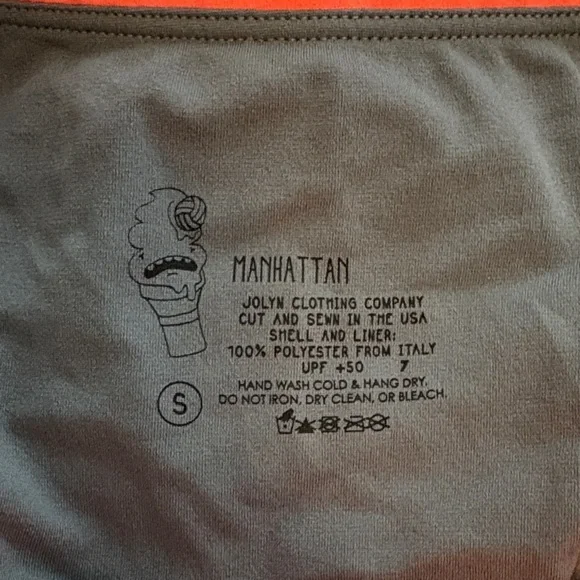 MANHATTAN
JOLYN CLOTHING COMPANY
CUT AND SEWN IN THE USA
SHELL AND LINER:
100% POLYESTER FROM ITALY
UPF +50 7
HAND WASH COLD & HANG DRY.
DO NOT IRON, DRY CLEAN, OR BLEACH.
S